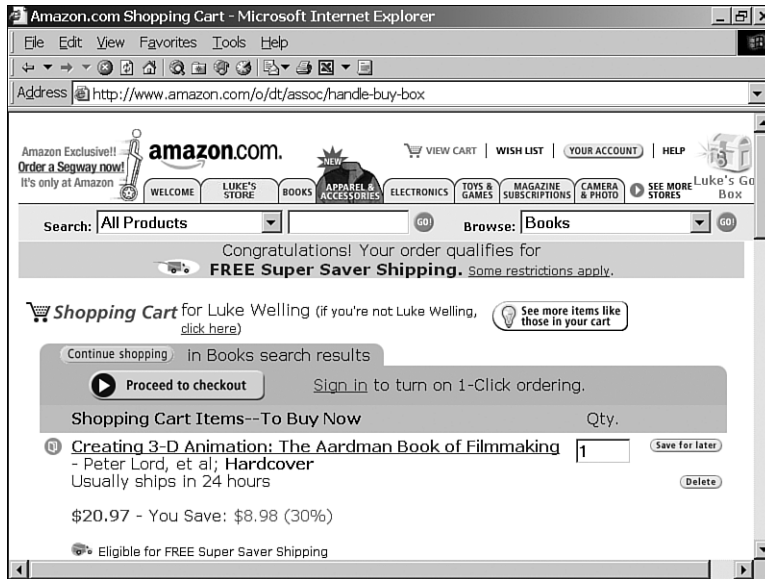 Amazon.com Shopping Cart - Microsoft Internet Explorer
File Edit View Favorites Tools Help
Address http://www.amazon.com/o/dt/assoc/handle-buy-box
Amazon Exclusive!!
Order a Segway now!
It's only at Amazon
amazon.com.
VIEW CART | WISH LIST | YOUR ACCOUNT | HELP
NEW
WELCOME
LUKE'S STORE
BOOKS
APPAREL & ACCESSORIES
ELECTRONICS
TOYS & GAMES
MAGAZINE SUBSCRIPTIONS
CAMERA & PHOTO
SEE MORE STORES
Luke's Go
Box
Search: All Products GO! Browse: Books GO!
Congratulations! Your order qualifies for
FREE Super Saver Shipping. Some restrictions apply.
Shopping Cart for Luke Welling (if you're not Luke Welling,
click here)
See more items like
those in your cart
Continue shopping in Books search results
Proceed to checkout Sign in to turn on 1-Click ordering.
Shopping Cart Items--To Buy Now Qty.
Creating 3-D Animation: The Aardman Book of Filmmaking 1 Save for later
- Peter Lord, et al; Hardcover
Usually ships in 24 hours Delete
$20.97 - You Save: $8.98 (30%)
Eligible for FREE Super Saver Shipping